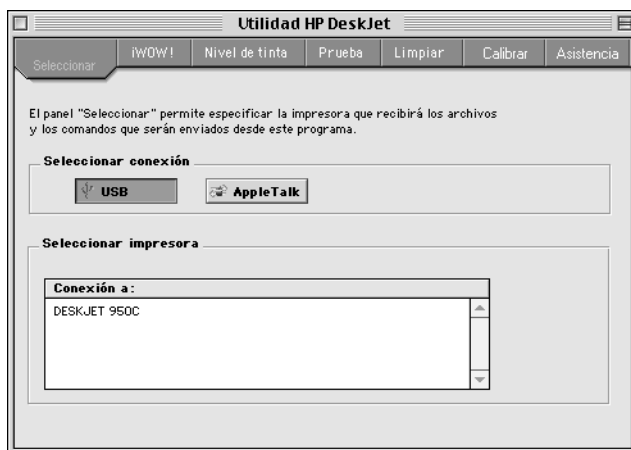 Utilidad HP DeskJet
Seleccionar
¡WOW!
Nivel de tinta
Prueba
Limpiar
Calibrar
Asistencia
El panel "Seleccionar" permite especificar la impresora que recibirá los archivos
y los comandos que serán enviados desde este programa.
Seleccionar conexión
USB
AppleTalk
Seleccionar impresora
Conexión a:
DESKJET 950C